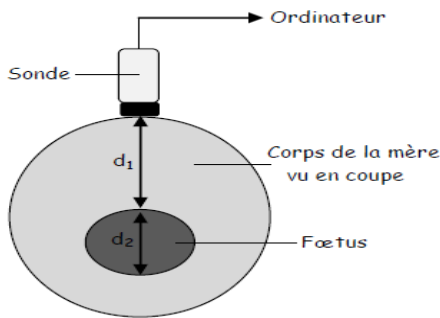 Ordinateur
Sonde
d₁
Corps de la mère
vu en coupe
d₂
Fœtus